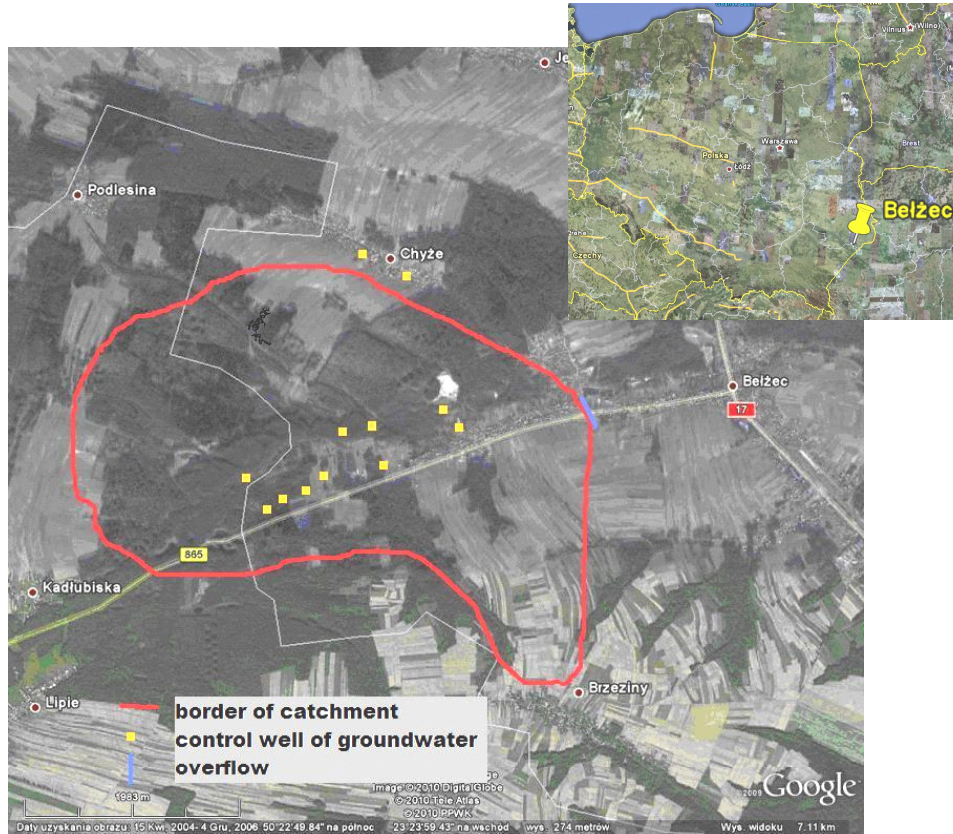 Vilnius
(Wilno)
Warszawa
Polska
Łódź
Brest
Bełżec
Czechy
Podlesina
Chyże
Bełżec
17
865
Kadłubiska
Lipie
Brzeziny
border of catchment
control well of groundwater
overflow
1983 m
Image © 2010 DigitalGlobe
© 2010 Tele Atlas
© 2010 PPWK
©2009 Google
Daty uzyskania obrazu: 15 Kwi, 2004- 4 Gru, 2006 50°22'49.84" na północ 23°23'59.43" na wschód wys. 274 metrów Wys. widoku 7.11 km